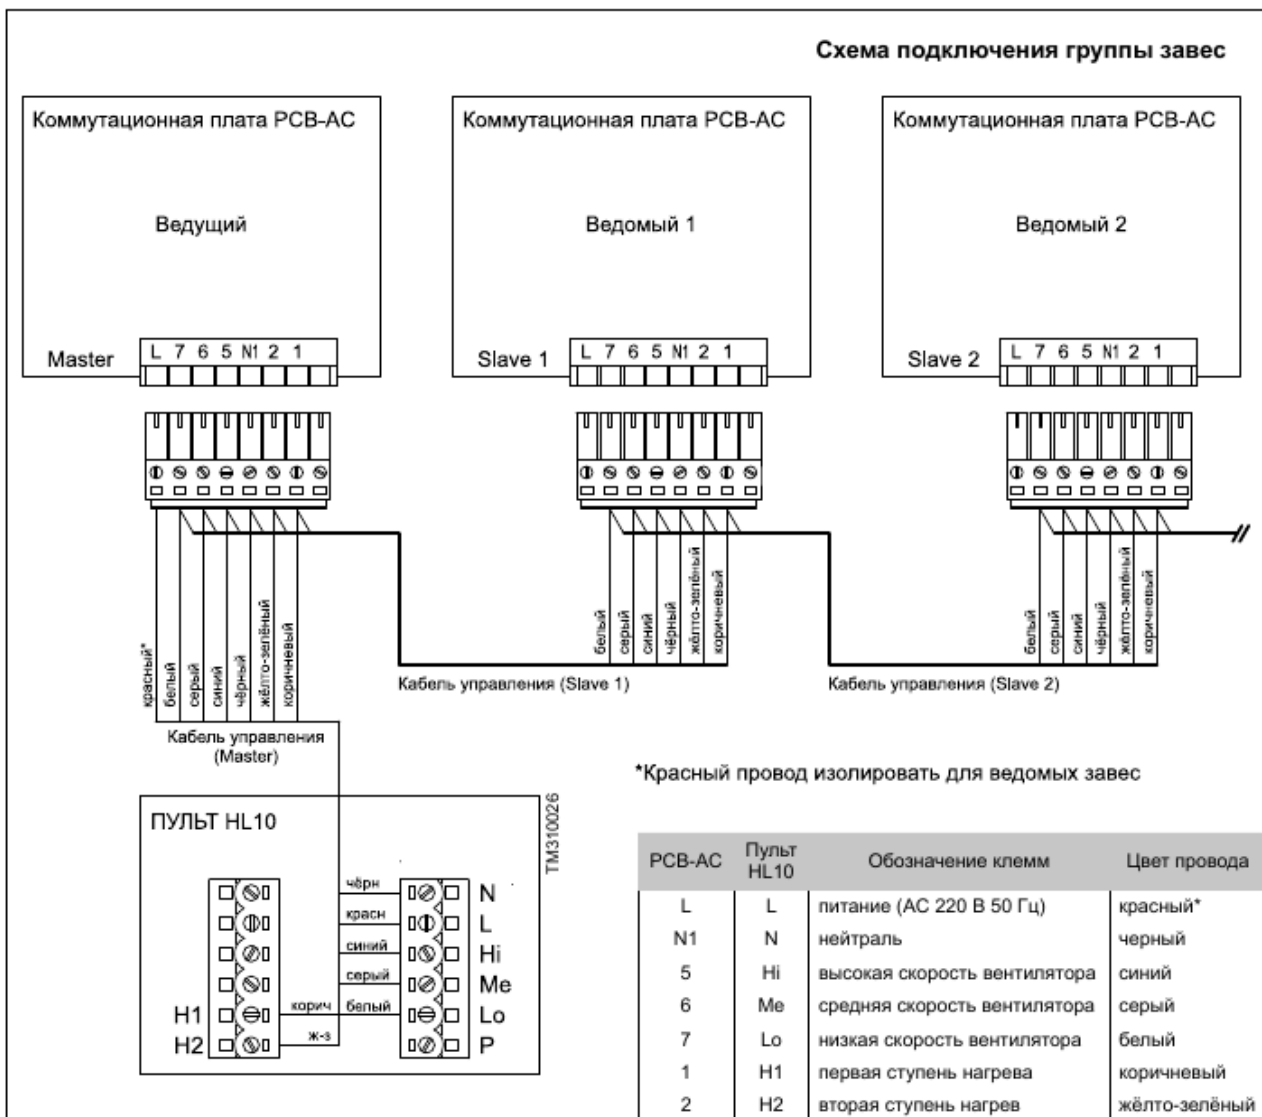 Схема подключения группы завес
Коммутационная плата PCB-AC
Ведущий
Master
L 7 6 5 N1 2 1
Коммутационная плата PCB-AC
Ведомый 1
Slave 1
L 7 6 5 N1 2 1
Коммутационная плата PCB-AC
Ведомый 2
Slave 2
L 7 6 5 N1 2 1
красный*
белый
серый
синий
чёрный
жёлто-зелёный
коричневый
белый
серый
синий
чёрный
жёлто-зелёный
коричневый
белый
серый
синий
чёрный
жёлто-зелёный
коричневый
Кабель управления (Slave 1)
Кабель управления (Slave 2)
Кабель управления
(Master)
*Красный провод изолировать для ведомых завес
ПУЛЬТ HL10
TM310026
чёрн
N
красн
L
синий
Hi
серый
Me
H1
корич
белый
Lo
H2
ж-з
P
PCB-AC Пульт HL10 Обозначение клемм Цвет провода
L L питание (AC 220 В 50 Гц) красный*
N1 N нейтраль черный
5 Hi высокая скорость вентилятора синий
6 Me средняя скорость вентилятора серый
7 Lo низкая скорость вентилятора белый
1 H1 первая ступень нагрева коричневый
2 H2 вторая ступень нагрев жёлто-зелёный